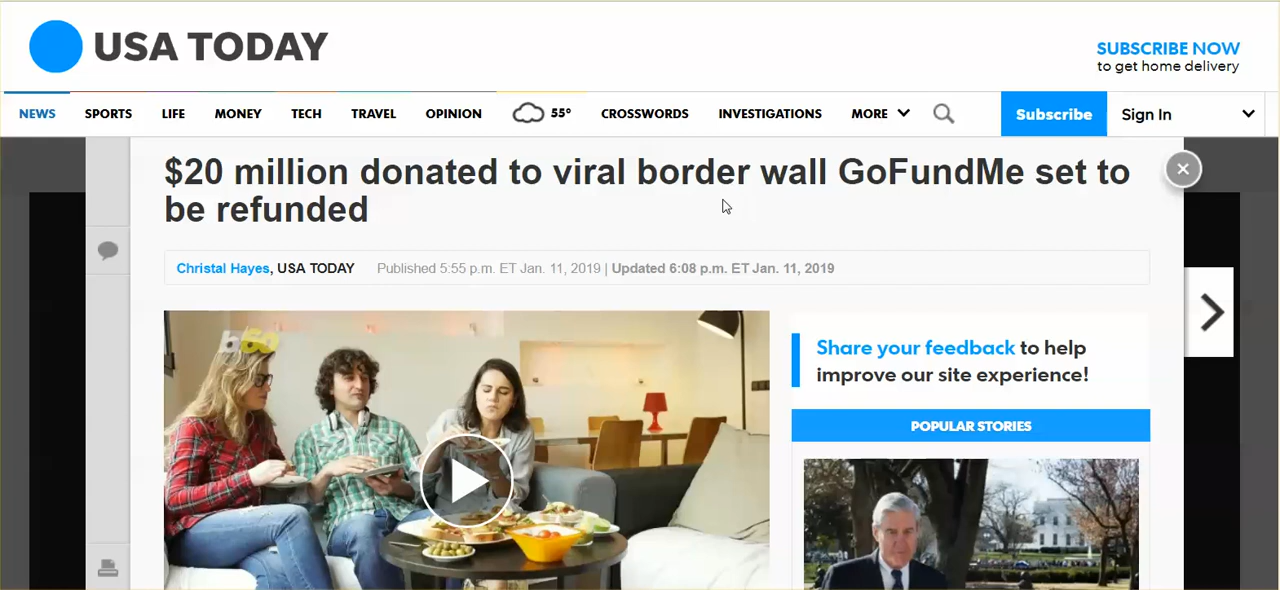 USA TODAY
SUBSCRIBE NOW
to get home delivery
NEWS SPORTS LIFE MONEY TECH TRAVEL OPINION 55° CROSSWORDS INVESTIGATIONS MORE Subscribe Sign In
$20 million donated to viral border wall GoFundMe set to
be refunded
Christal Hayes, USA TODAY Published 5:55 p.m. ET Jan. 11, 2019 | Updated 6:08 p.m. ET Jan. 11, 2019
b60
Share your feedback to help
improve our site experience!
POPULAR STORIES